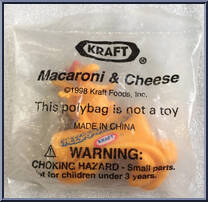 KRAFT
Macaroni & Cheese
©1998 Kraft Foods, Inc.
This polybag is not a toy
MADE IN CHINA
KRAFT
WARNING:
CHOKING HAZARD - Small parts.
Not for children under 3 years.